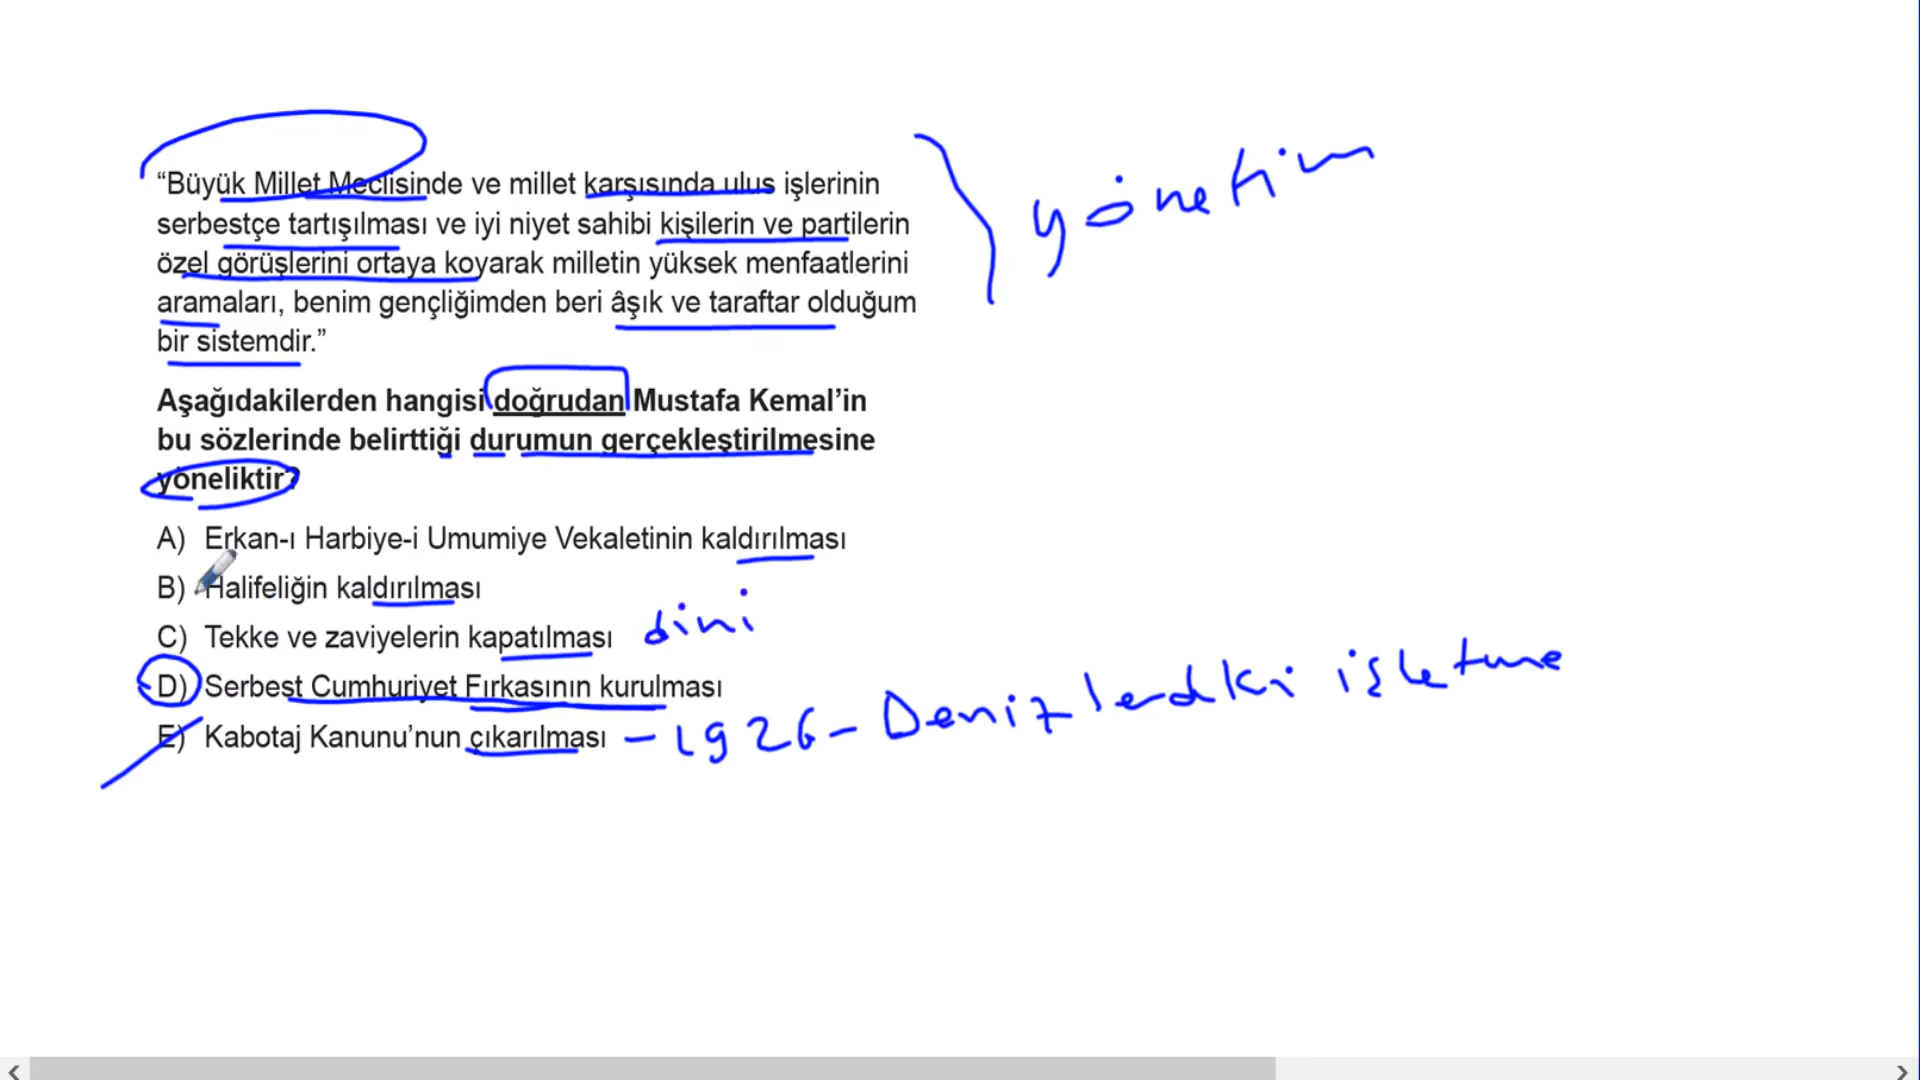 “Büyük Millet Meclisinde ve millet karşısında ulus işlerinin
serbestçe tartışılması ve iyi niyet sahibi kişilerin ve partilerin
özel görüşlerini ortaya koyarak milletin yüksek menfaatlerini
aramaları, benim gençliğimden beri âşık ve taraftar olduğum
bir sistemdir.”
yönetim
Aşağıdakilerden hangisi doğrudan Mustafa Kemal’in
bu sözlerinde belirttiği durumun gerçekleştirilmesine
yöneliktir?
A) Erkan-ı Harbiye-i Umumiye Vekaletinin kaldırılması
B) Halifeliğin kaldırılması
C) Tekke ve zaviyelerin kapatılması dini
D) Serbest Cumhuriyet Fırkasının kurulması
E) Kabotaj Kanunu’nun çıkarılması – 1926 – Denizlerdki işletme